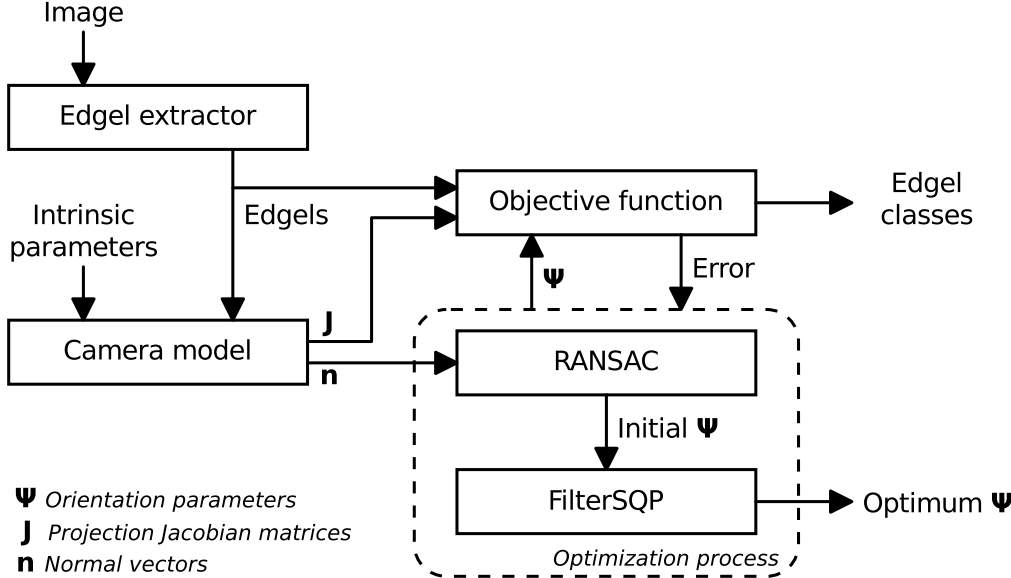 Image
Edgel extractor
Intrinsic
parameters
Edgels
Objective function
Edgel
classes
Ψ
Error
Camera model
J
n
RANSAC
Initial Ψ
FilterSQP
Optimum Ψ
Optimization process
Ψ Orientation parameters
J Projection Jacobian matrices
n Normal vectors